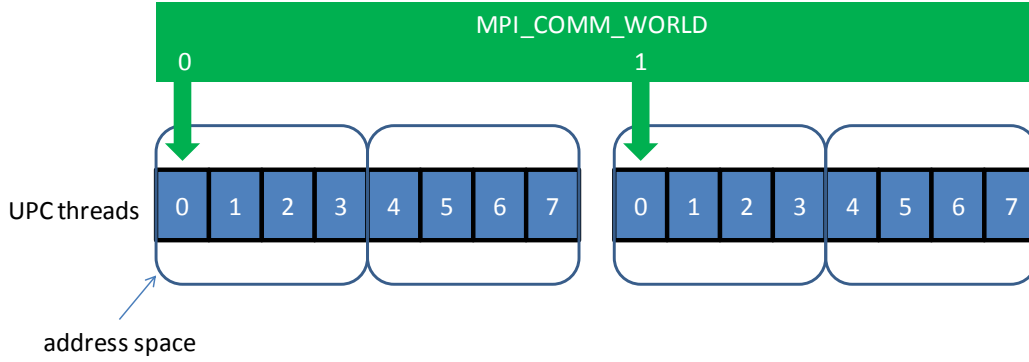 MPI_COMM_WORLD
0 1
UPC threads 0 1 2 3 4 5 6 7 0 1 2 3 4 5 6 7
address space